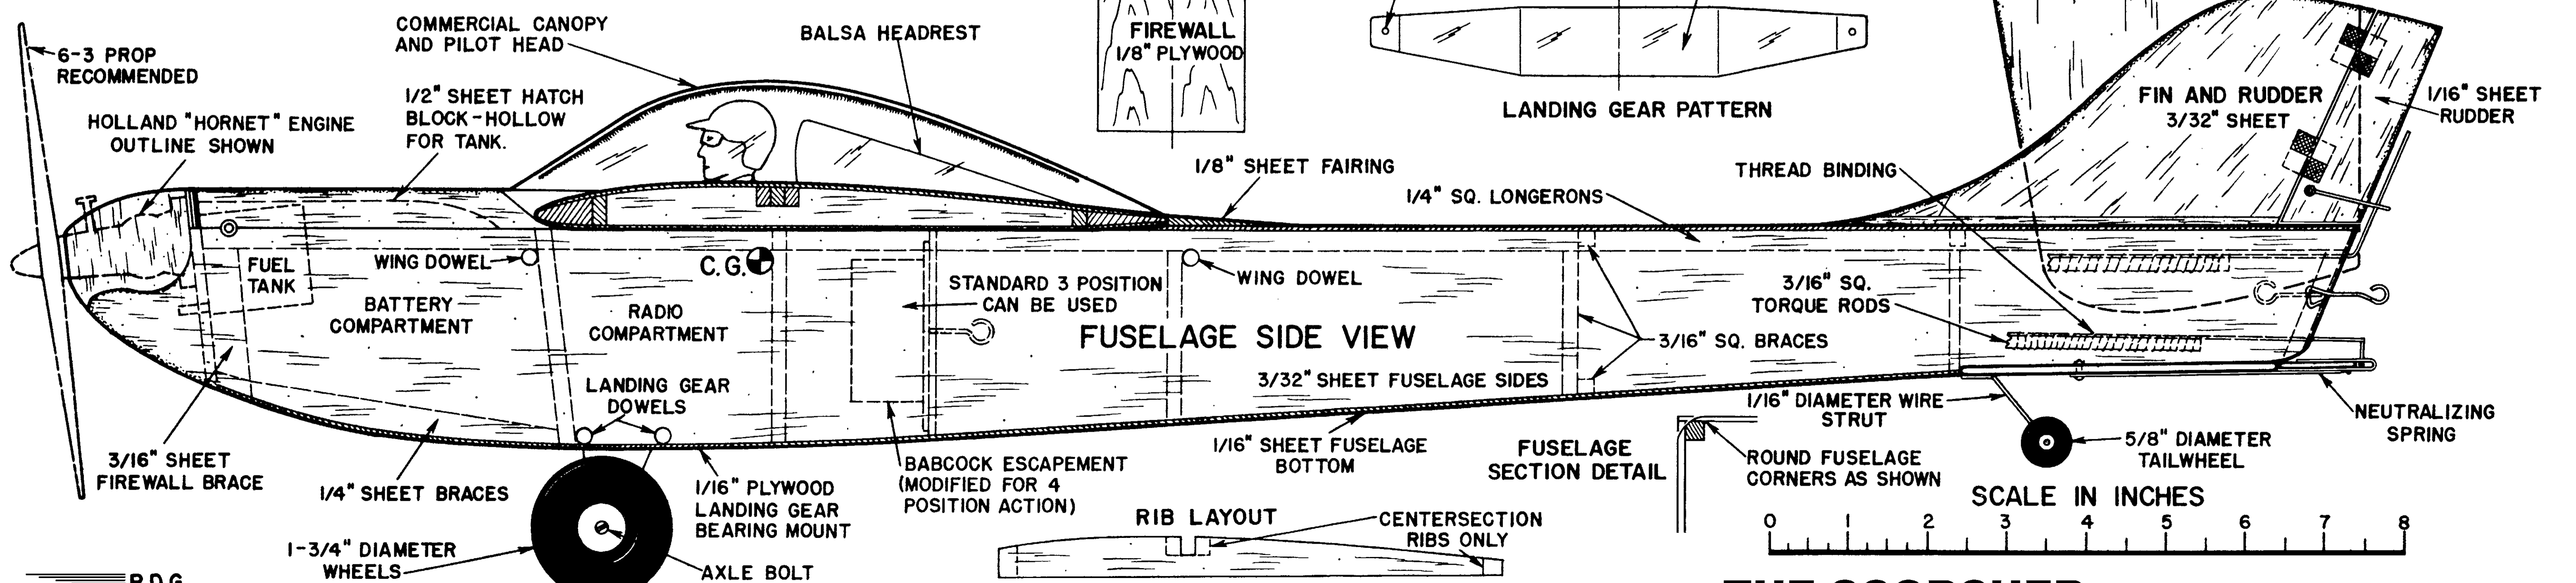 6-3 PROP
RECOMMENDED
COMMERCIAL CANOPY
AND PILOT HEAD
BALSA HEADREST
FIREWALL
1/8" PLYWOOD
LANDING GEAR PATTERN
FIN AND RUDDER
3/32" SHEET
1/16" SHEET
RUDDER
HOLLAND "HORNET" ENGINE
OUTLINE SHOWN
1/2" SHEET HATCH
BLOCK-HOLLOW
FOR TANK.
1/8" SHEET FAIRING
1/4" SQ. LONGERONS
THREAD BINDING
FUEL
TANK
WING DOWEL
BATTERY
COMPARTMENT
C.G.
RADIO
COMPARTMENT
STANDARD 3 POSITION
CAN BE USED
WING DOWEL
FUSELAGE SIDE VIEW
3/16" SQ.
TORQUE RODS
3/16" SQ. BRACES
3/32" SHEET FUSELAGE SIDES
LANDING GEAR
DOWELS
3/16" SHEET
FIREWALL BRACE
1/4" SHEET BRACES
1/16" PLYWOOD
LANDING GEAR
BEARING MOUNT
BABCOCK ESCAPEMENT
(MODIFIED FOR 4
POSITION ACTION)
1/16" SHEET FUSELAGE
BOTTOM
FUSELAGE
SECTION DETAIL
ROUND FUSELAGE
CORNERS AS SHOWN
1/16" DIAMETER WIRE
STRUT
5/8" DIAMETER
TAILWHEEL
NEUTRALIZING
SPRING
1-3/4" DIAMETER
WHEELS
AXLE BOLT
RIB LAYOUT
CENTERSECTION
RIBS ONLY
SCALE IN INCHES
0 1 2 3 4 5 6 7 8
R.D.G.
THE SCORCHER